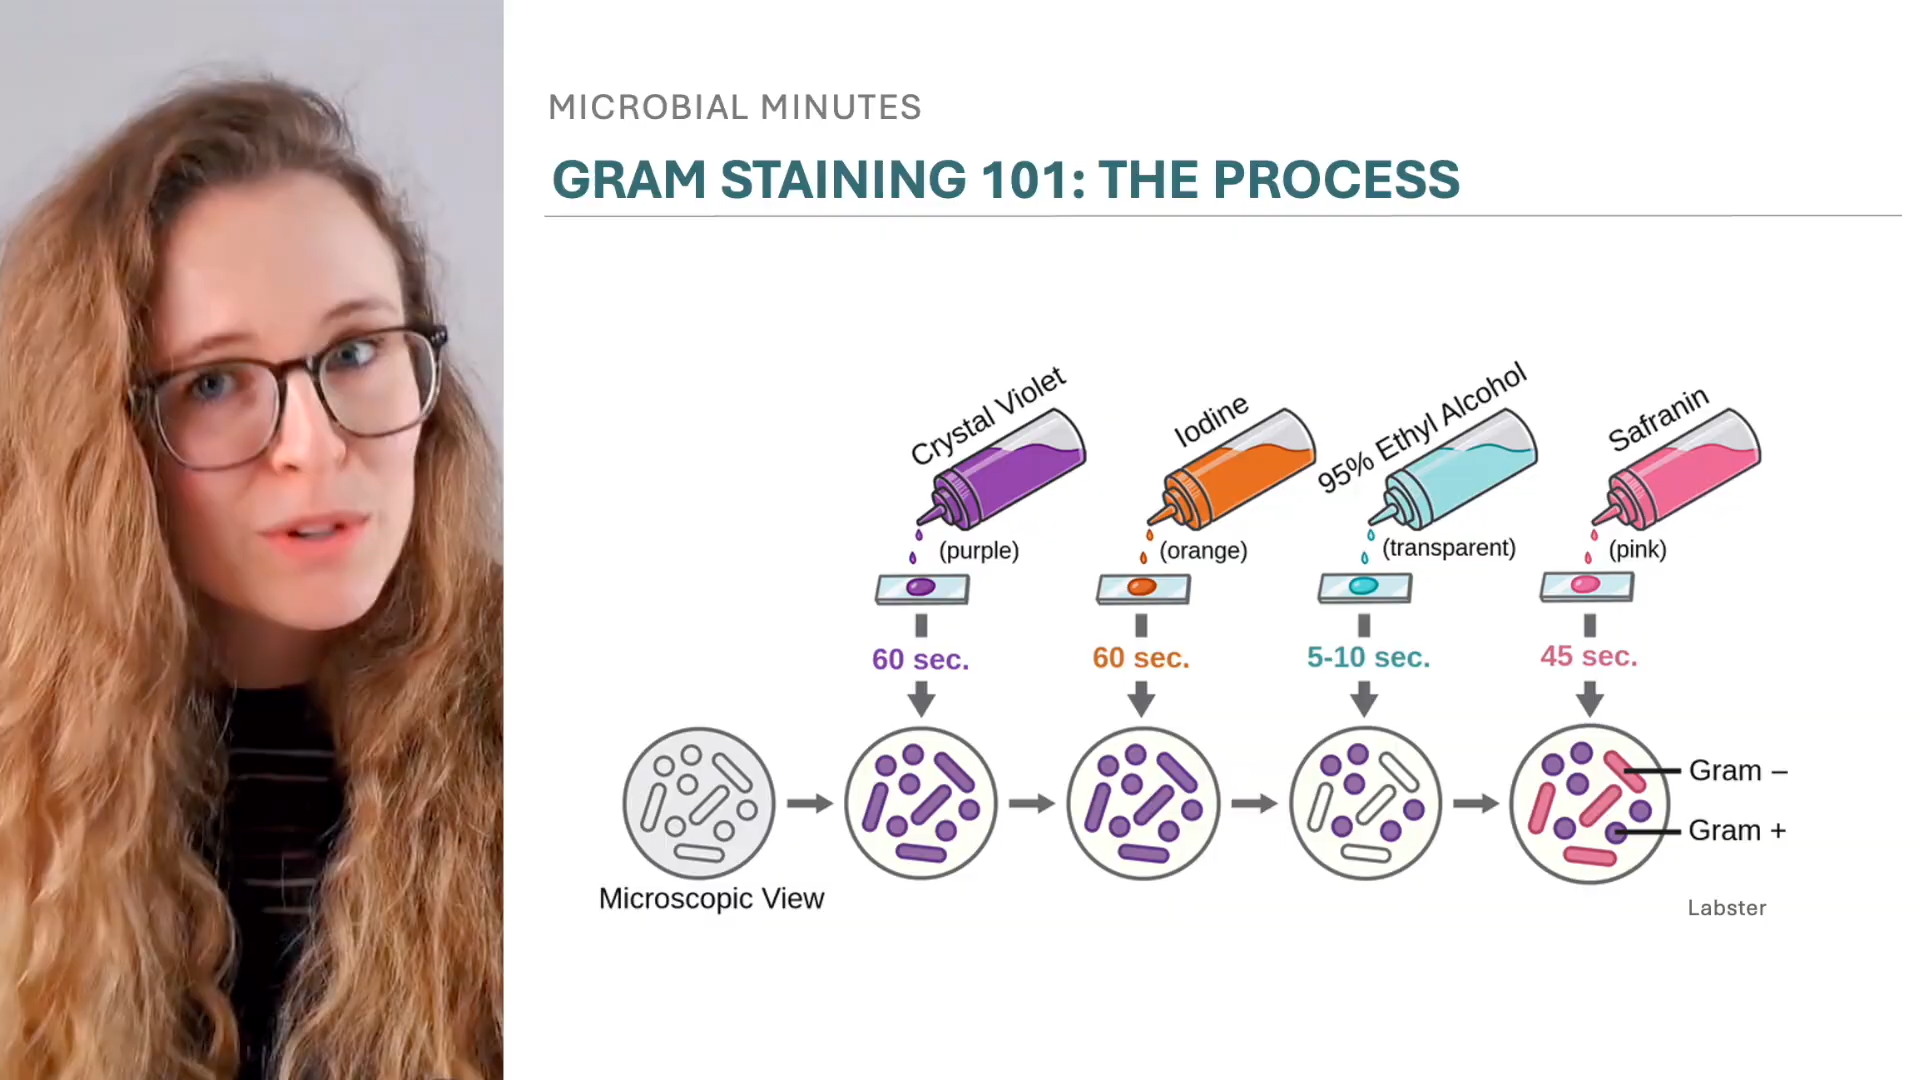 MICROBIAL MINUTES
GRAM STAINING 101: THE PROCESS
Crystal Violet
Iodine
95% Ethyl Alcohol
Safranin
(purple)
(orange)
(transparent)
(pink)
60 sec.
60 sec.
5-10 sec.
45 sec.
Gram –
Gram +
Microscopic View
Labster